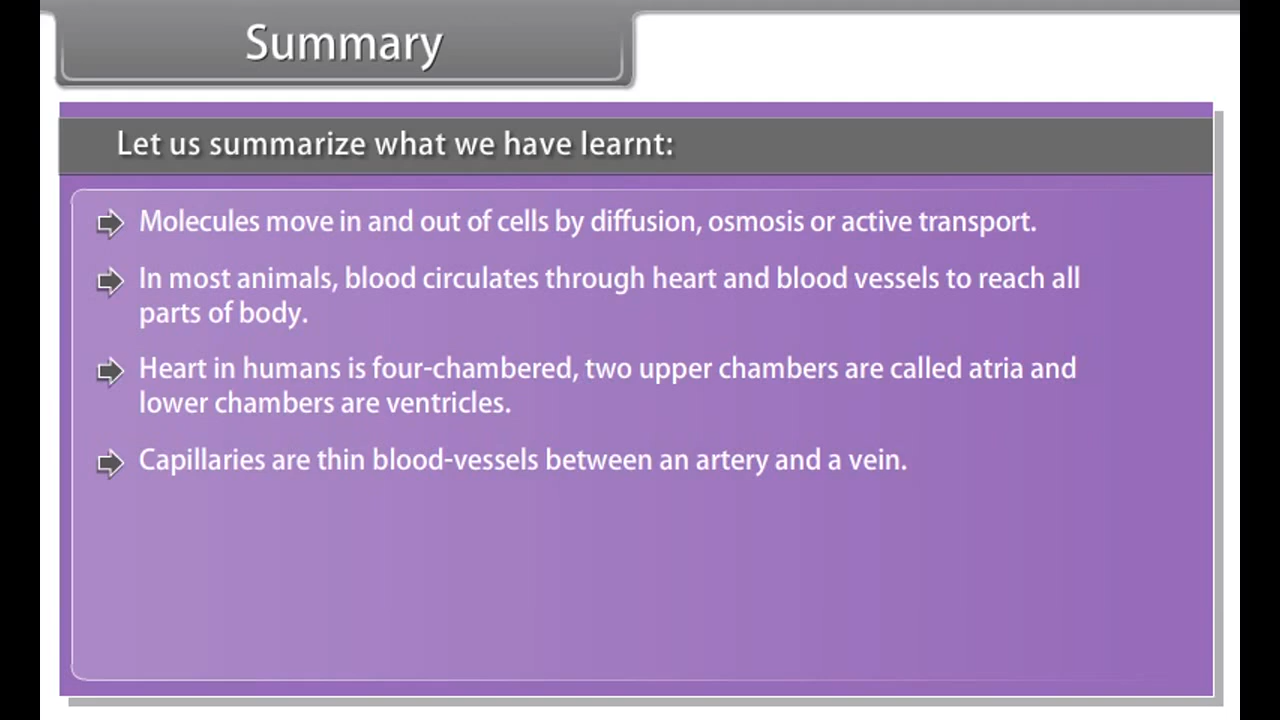 Summary
Let us summarize what we have learnt:
Molecules move in and out of cells by diffusion, osmosis or active transport.
In most animals, blood circulates through heart and blood vessels to reach all
parts of body.
Heart in humans is four-chambered, two upper chambers are called atria and
lower chambers are ventricles.
Capillaries are thin blood-vessels between an artery and a vein.